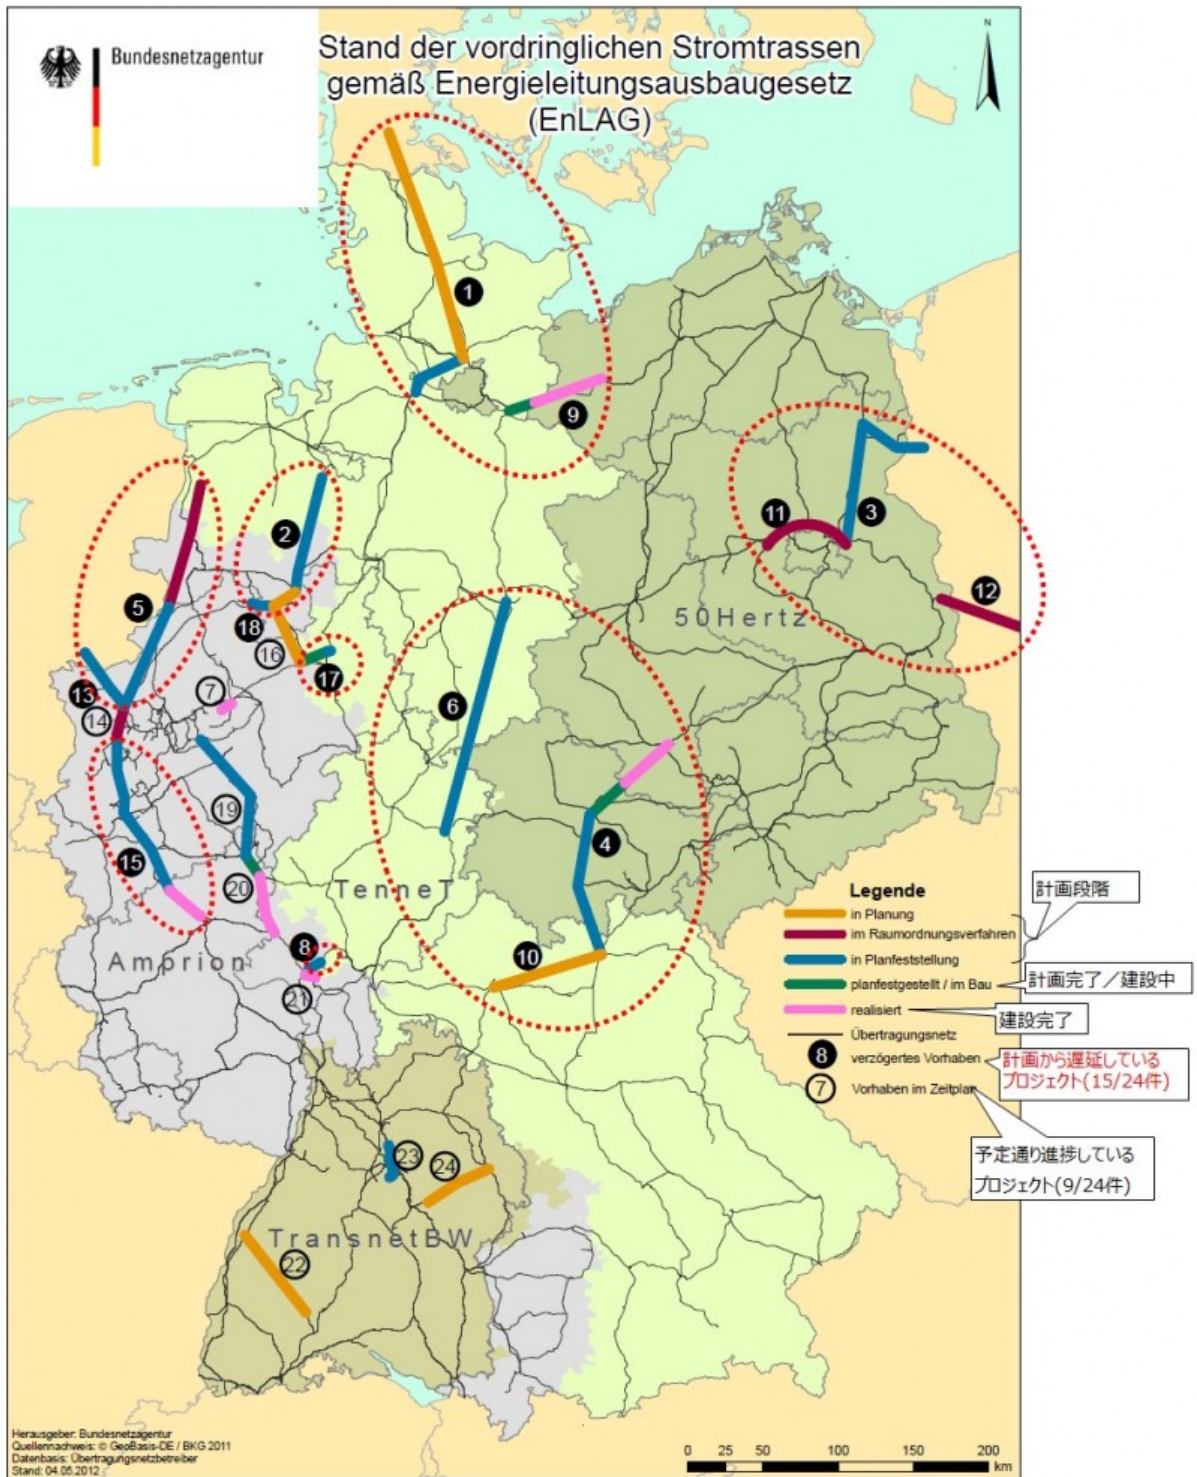 Bundesnetzagentur
Stand der vordringlichen Stromtrassen
gemäß Energieleitungsausbaugesetz
(EnLAG)
N
1
9
2
11
3
5
12
18
50Hertz
16
17
13
7
6
14
19
4
15
20
TenneT
Legende
計画段階
in Planung
im Raumordnungsverfahren
8
10
in Planfeststellung
Amprion
planfestgestellt / im Bau
計画完了/建設中
21
realisiert
建設完了
Übertragungsnetz
8
verzögertes Vorhaben
計画から遅延している
プロジェクト(15/24件)
7
Vorhaben im Zeitplan
予定通り進捗している
プロジェクト(9/24件)
23
24
TransnetBW
22
Herausgeber: Bundesnetzagentur
Quellennachweis: © GeoBasis-DE / BKG 2011
Datenbasis: Übertragungsnetzbetreiber
Stand: 04.05.2012
0 25 50 100 150 200
km